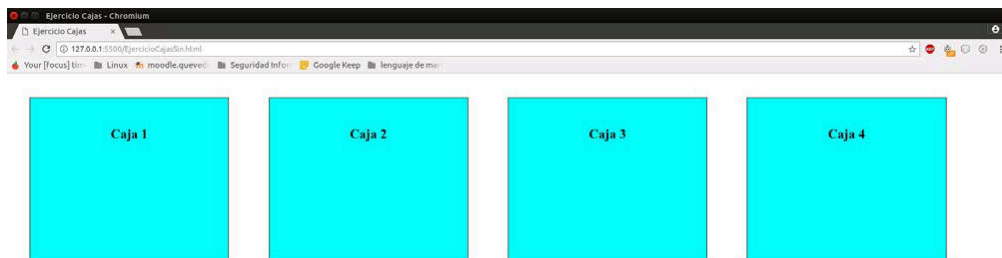 Ejercicio Cajas - Chromium
Ejercicio Cajas
127.0.0.1:5500/EjercicioCajasSin.html
Your [Focus] tim Linux moodle.queved Seguridad Infor Google Keep lenguaje de mar
Caja 1 Caja 2 Caja 3 Caja 4